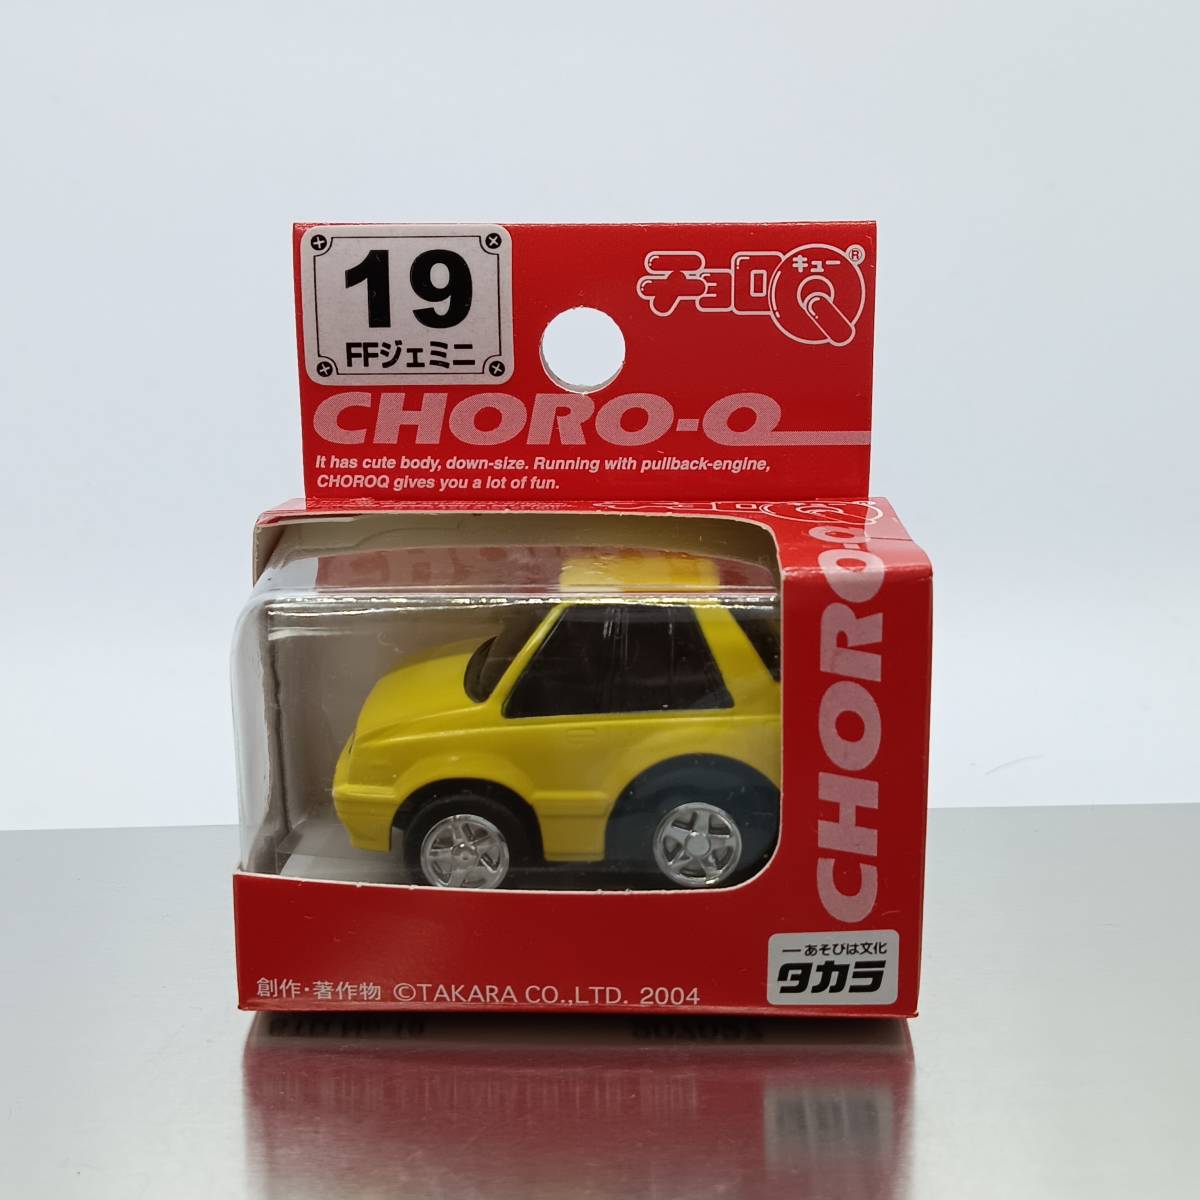 19
FFジェミニ
チョロQ
キュー
®
CHORO-Q
It has cute body, down-size. Running with pullback-engine,
CHOROQ gives you a lot of fun.
CHORO-Q
創作・著作物 ©TAKARA CO.,LTD. 2004
―あそびは文化
タカラ